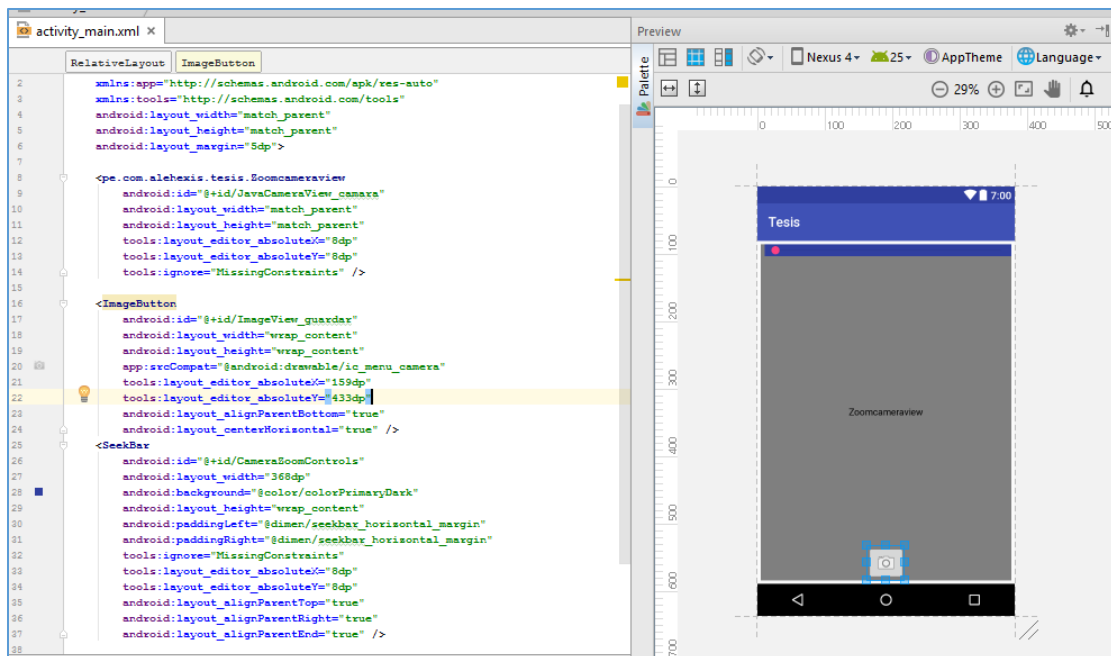 activity_main.xml ×
RelativeLayout
ImageButton
2 xmlns:app="http://schemas.android.com/apk/res-auto"
3 xmlns:tools="http://schemas.android.com/tools"
4 android:layout_width="match_parent"
5 android:layout_height="match_parent"
6 android:layout_margin="5dp">
7
8 <pe.com.alehexis.tesis.Zoomcameraview
9 android:id="@+id/JavaCameraView_camara"
10 android:layout_width="match_parent"
11 android:layout_height="match_parent"
12 tools:layout_editor_absoluteX="8dp"
13 tools:layout_editor_absoluteY="8dp"
14 tools:ignore="MissingConstraints" />
15
16 <ImageButton
17 android:id="@+id/ImageView_guardar"
18 android:layout_width="wrap_content"
19 android:layout_height="wrap_content"
20 app:srcCompat="@android:drawable/ic_menu_camera"
21 tools:layout_editor_absoluteX="159dp"
22 tools:layout_editor_absoluteY="433dp"
23 android:layout_alignParentBottom="true"
24 android:layout_centerHorizontal="true" />
25 <SeekBar
26 android:id="@+id/CameraZoomControls"
27 android:layout_width="368dp"
28 android:background="@color/colorPrimaryDark"
29 android:layout_height="wrap_content"
30 android:paddingLeft="@dimen/seekbar_horizontal_margin"
31 android:paddingRight="@dimen/seekbar_horizontal_margin"
32 tools:ignore="MissingConstraints"
33 tools:layout_editor_absoluteX="8dp"
34 tools:layout_editor_absoluteY="8dp"
35 android:layout_alignParentTop="true"
36 android:layout_alignParentRight="true"
37 android:layout_alignParentEnd="true" />
38
Preview
Palette
Nexus 4
25
AppTheme
Language
29%
0 100 200 300 400 500
0
100
200
300
400
500
600
700
7:00
Tesis
Zoomcameraview